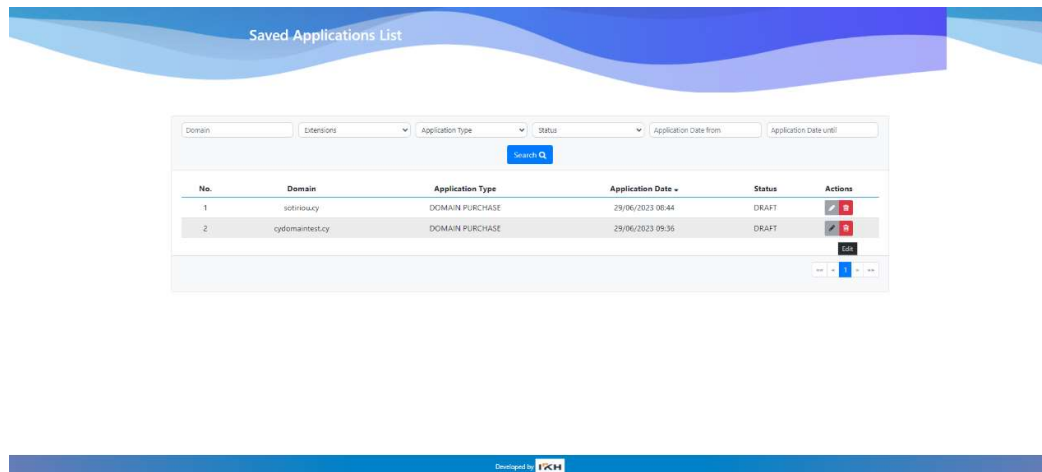 Saved Applications List
Domain Extensions Application Type Status Application Date from Application Date until
Search
No. Domain Application Type Application Date Status Actions
1 sotiriou.cy DOMAIN PURCHASE 29/06/2023 08:44 DRAFT
2 cydomaintest.cy DOMAIN PURCHASE 29/06/2023 09:36 DRAFT
Edit
«« « 1 » »»
Developed by